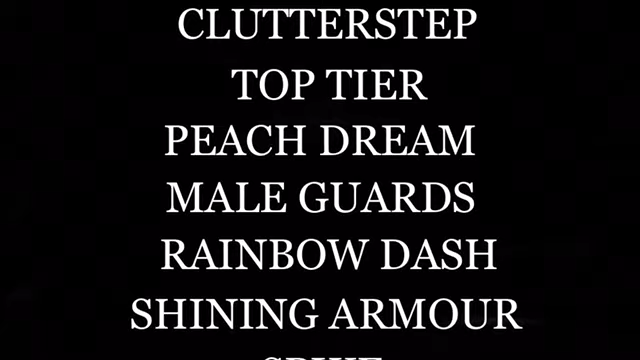 CLUTTERSTEP
TOP TIER
PEACH DREAM
MALE GUARDS
RAINBOW DASH
SHINING ARMOUR